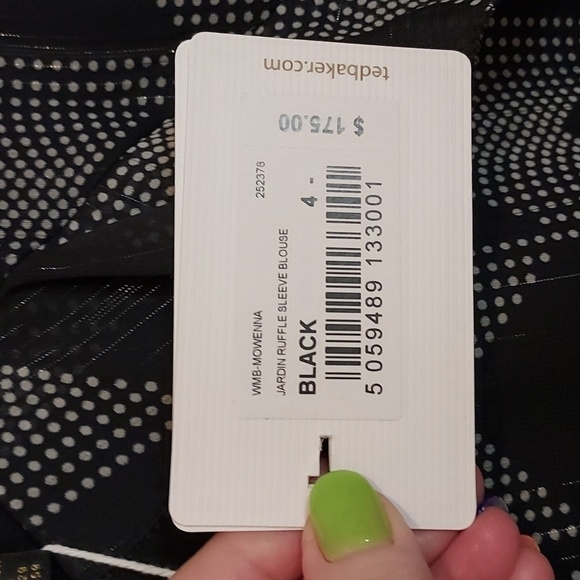 tedbaker.com
$ 175.00
WMB-MOWENNA
252378
JARDIN RUFFLE SLEEVE BLOUSE
BLACK
4 -
5 059489 133001